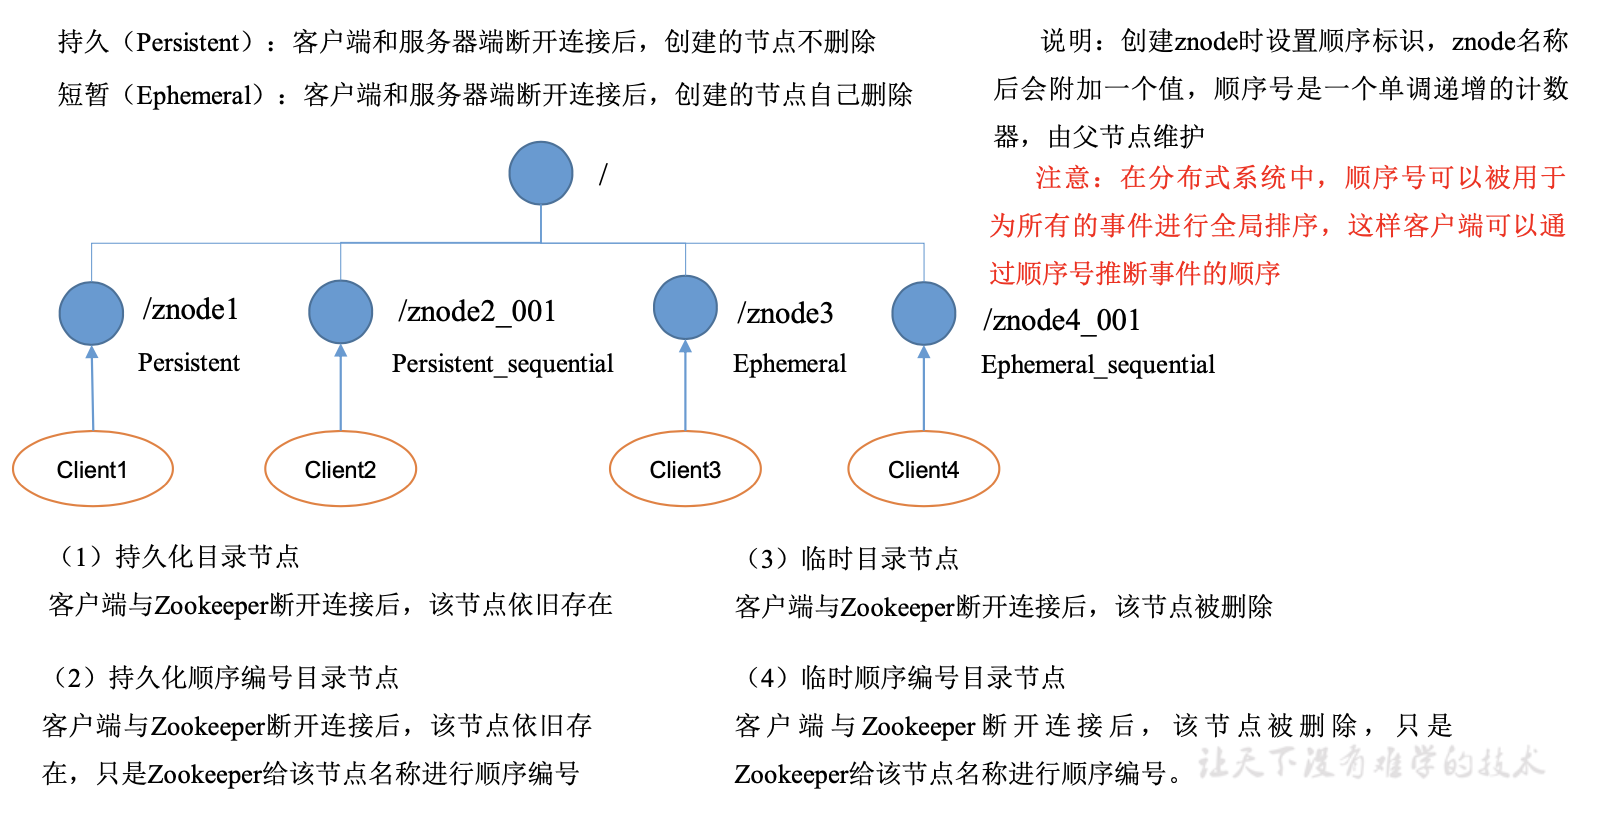 持久（Persistent）：客户端和服务器端断开连接后，创建的节点不删除
短暂（Ephemeral）：客户端和服务器端断开连接后，创建的节点自己删除
说明：创建znode时设置顺序标识，znode名称
后会附加一个值，顺序号是一个单调递增的计数
器，由父节点维护
注意：在分布式系统中，顺序号可以被用于
为所有的事件进行全局排序，这样客户端可以通
过顺序号推断事件的顺序
/
/znode1
Persistent
/znode2_001
Persistent_sequential
/znode3
Ephemeral
/znode4_001
Ephemeral_sequential
Client1
Client2
Client3
Client4
（1）持久化目录节点
客户端与Zookeeper断开连接后，该节点依旧存在
（2）持久化顺序编号目录节点
客户端与Zookeeper断开连接后，该节点依旧存
在，只是Zookeeper给该节点名称进行顺序编号
（3）临时目录节点
客户端与Zookeeper断开连接后，该节点被删除
（4）临时顺序编号目录节点
客户端与Zookeeper断开连接后，该节点被删除，只是
Zookeeper给该节点名称进行顺序编号。
让天下没有难学的技术